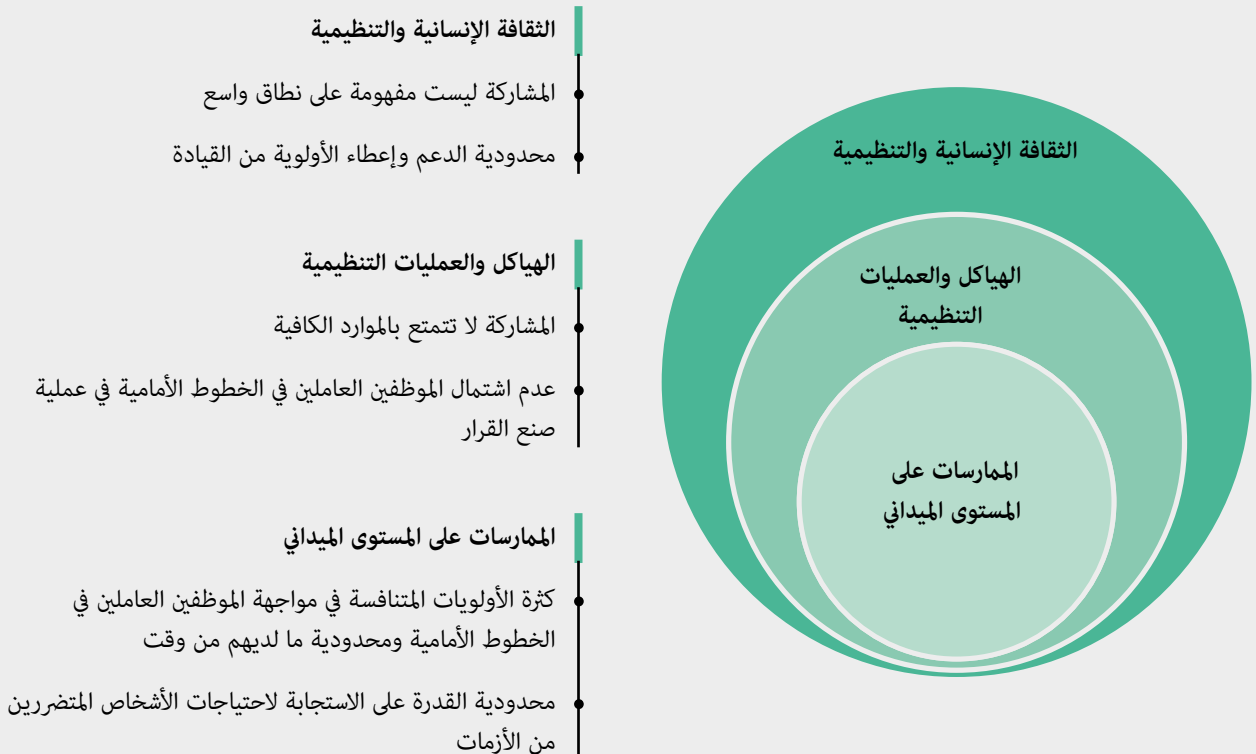 الثقافة الإنسانية والتنظيمية
المشاركة ليست مفهومة على نطاق واسع
محدودية الدعم وإعطاء الأولوية من القيادة
الهياكل والعمليات التنظيمية
المشاركة لا تتمتع بالموارد الكافية
عدم اشتمال الموظفين العاملين في الخطوط الأمامية في عملية
صنع القرار
الممارسات على المستوى الميداني
كثرة الأولويات المتنافسة في مواجهة الموظفين العاملين في
الخطوط الأمامية ومحدودية ما لديهم من وقت
محدودية القدرة على الاستجابة لاحتياجات الأشخاص المتضررين
من الأزمات
الثقافة الإنسانية والتنظيمية
الهياكل والعمليات
التنظيمية
الممارسات على
المستوى الميداني